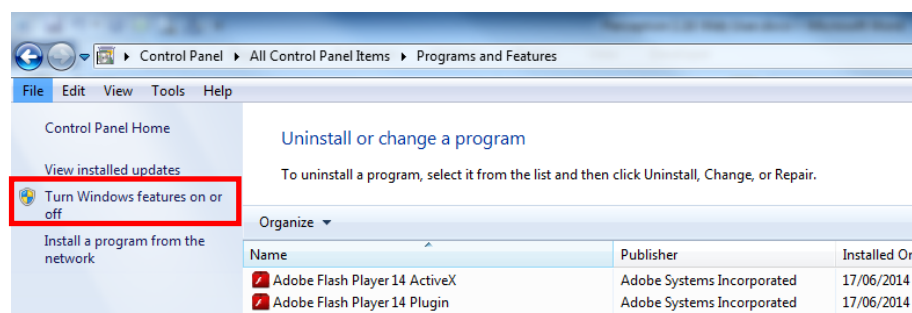 Control Panel All Control Panel Items Programs and Features
File Edit View Tools Help
Control Panel Home
Uninstall or change a program
View installed updates
To uninstall a program, select it from the list and then click Uninstall, Change, or Repair.
Turn Windows features on or
off
Organize
Install a program from the
network
Name Publisher Installed Or
Adobe Flash Player 14 ActiveX Adobe Systems Incorporated 17/06/2014
Adobe Flash Player 14 Plugin Adobe Systems Incorporated 17/06/2014